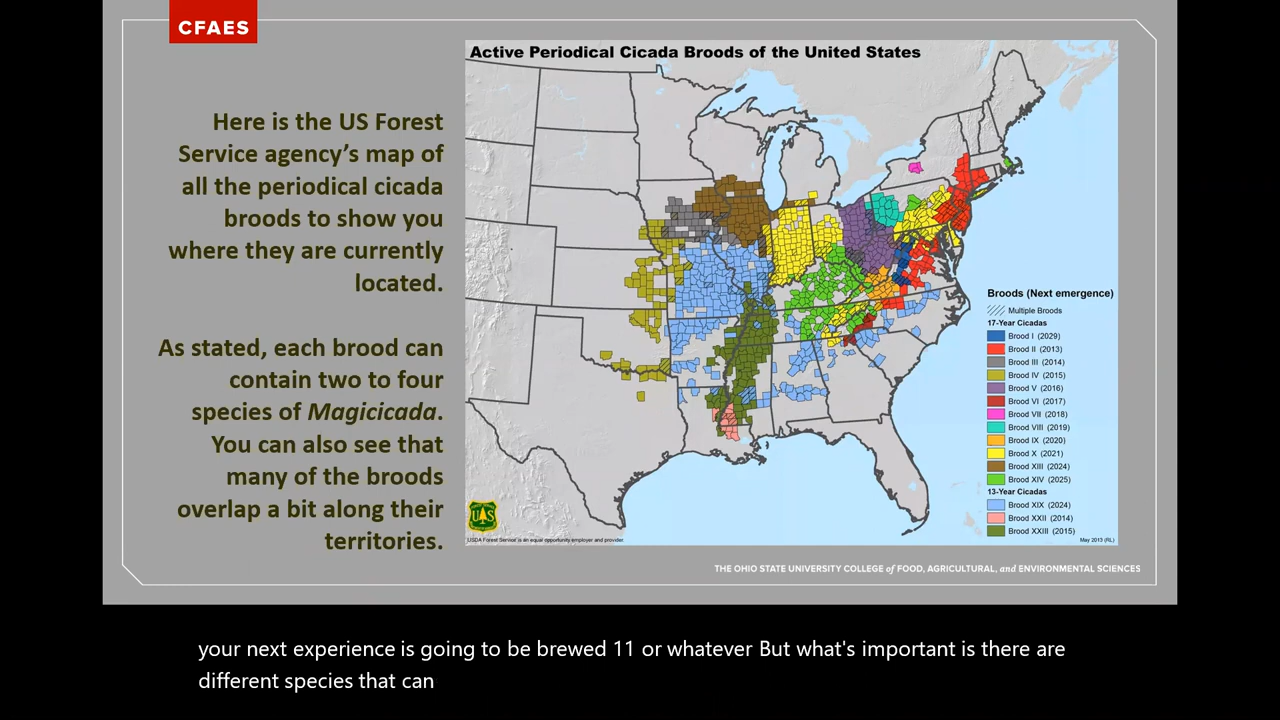 CFAES
Here is the US Forest
Service agency’s map of
all the periodical cicada
broods to show you
where they are currently
located.
As stated, each brood can
contain two to four
species of Magicicada.
You can also see that
many of the broods
overlap a bit along their
territories.
Active Periodical Cicada Broods of the United States
Broods (Next emergence)
Multiple Broods
17-Year Cicadas
Brood I (2029)
Brood II (2013)
Brood III (2014)
Brood IV (2015)
Brood V (2016)
Brood VI (2017)
Brood VII (2018)
Brood VIII (2019)
Brood IX (2020)
Brood X (2021)
Brood XIII (2024)
Brood XIV (2025)
13-Year Cicadas
Brood XIX (2024)
Brood XXII (2014)
Brood XXIII (2015)
UAS
USDA Forest Service is an equal opportunity employer and provider.
May 2013 (RL)
THE OHIO STATE UNIVERSITY COLLEGE of FOOD, AGRICULTURAL, and ENVIRONMENTAL SCIENCES
your next experience is going to be brewed 11 or whatever But what's important is there are
different species that can